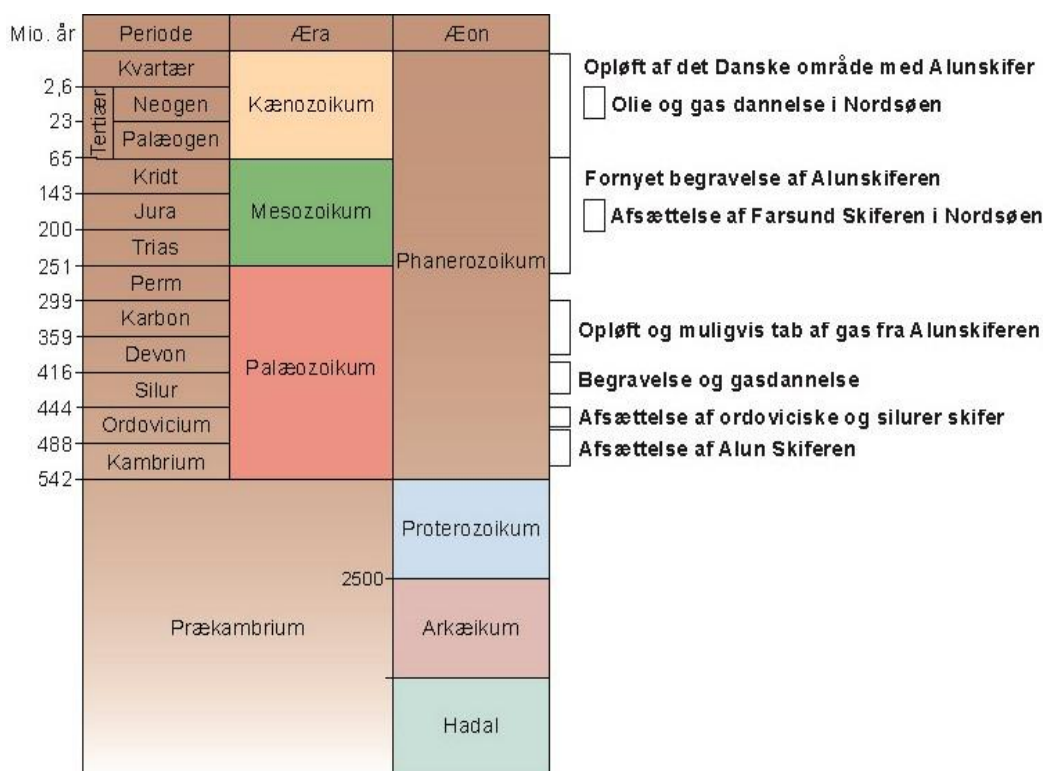 Mio. år
Periode
Æra
Æon
Kvartær
2,6
Tertiær
Neogen
23
Palæogen
65
Kænozoikum
Kridt
143
Jura
200
Trias
251
Mesozoikum
Perm
299
Karbon
359
Devon
416
Silur
444
Ordovicium
488
Kambrium
542
Palæozoikum
Phanerozoikum
Prækambrium
2500
Proterozoikum
Arkæikum
Hadal
Opløft af det Danske område med Alunskifer
Olie og gas dannelse i Nordsøen
Fornyet begravelse af Alunskiferen
Afsættelse af Farsund Skiferen i Nordsøen
Opløft og muligvis tab af gas fra Alunskiferen
Begravelse og gasdannelse
Afsættelse af ordoviciske og silurer skifer
Afsættelse af Alun Skiferen